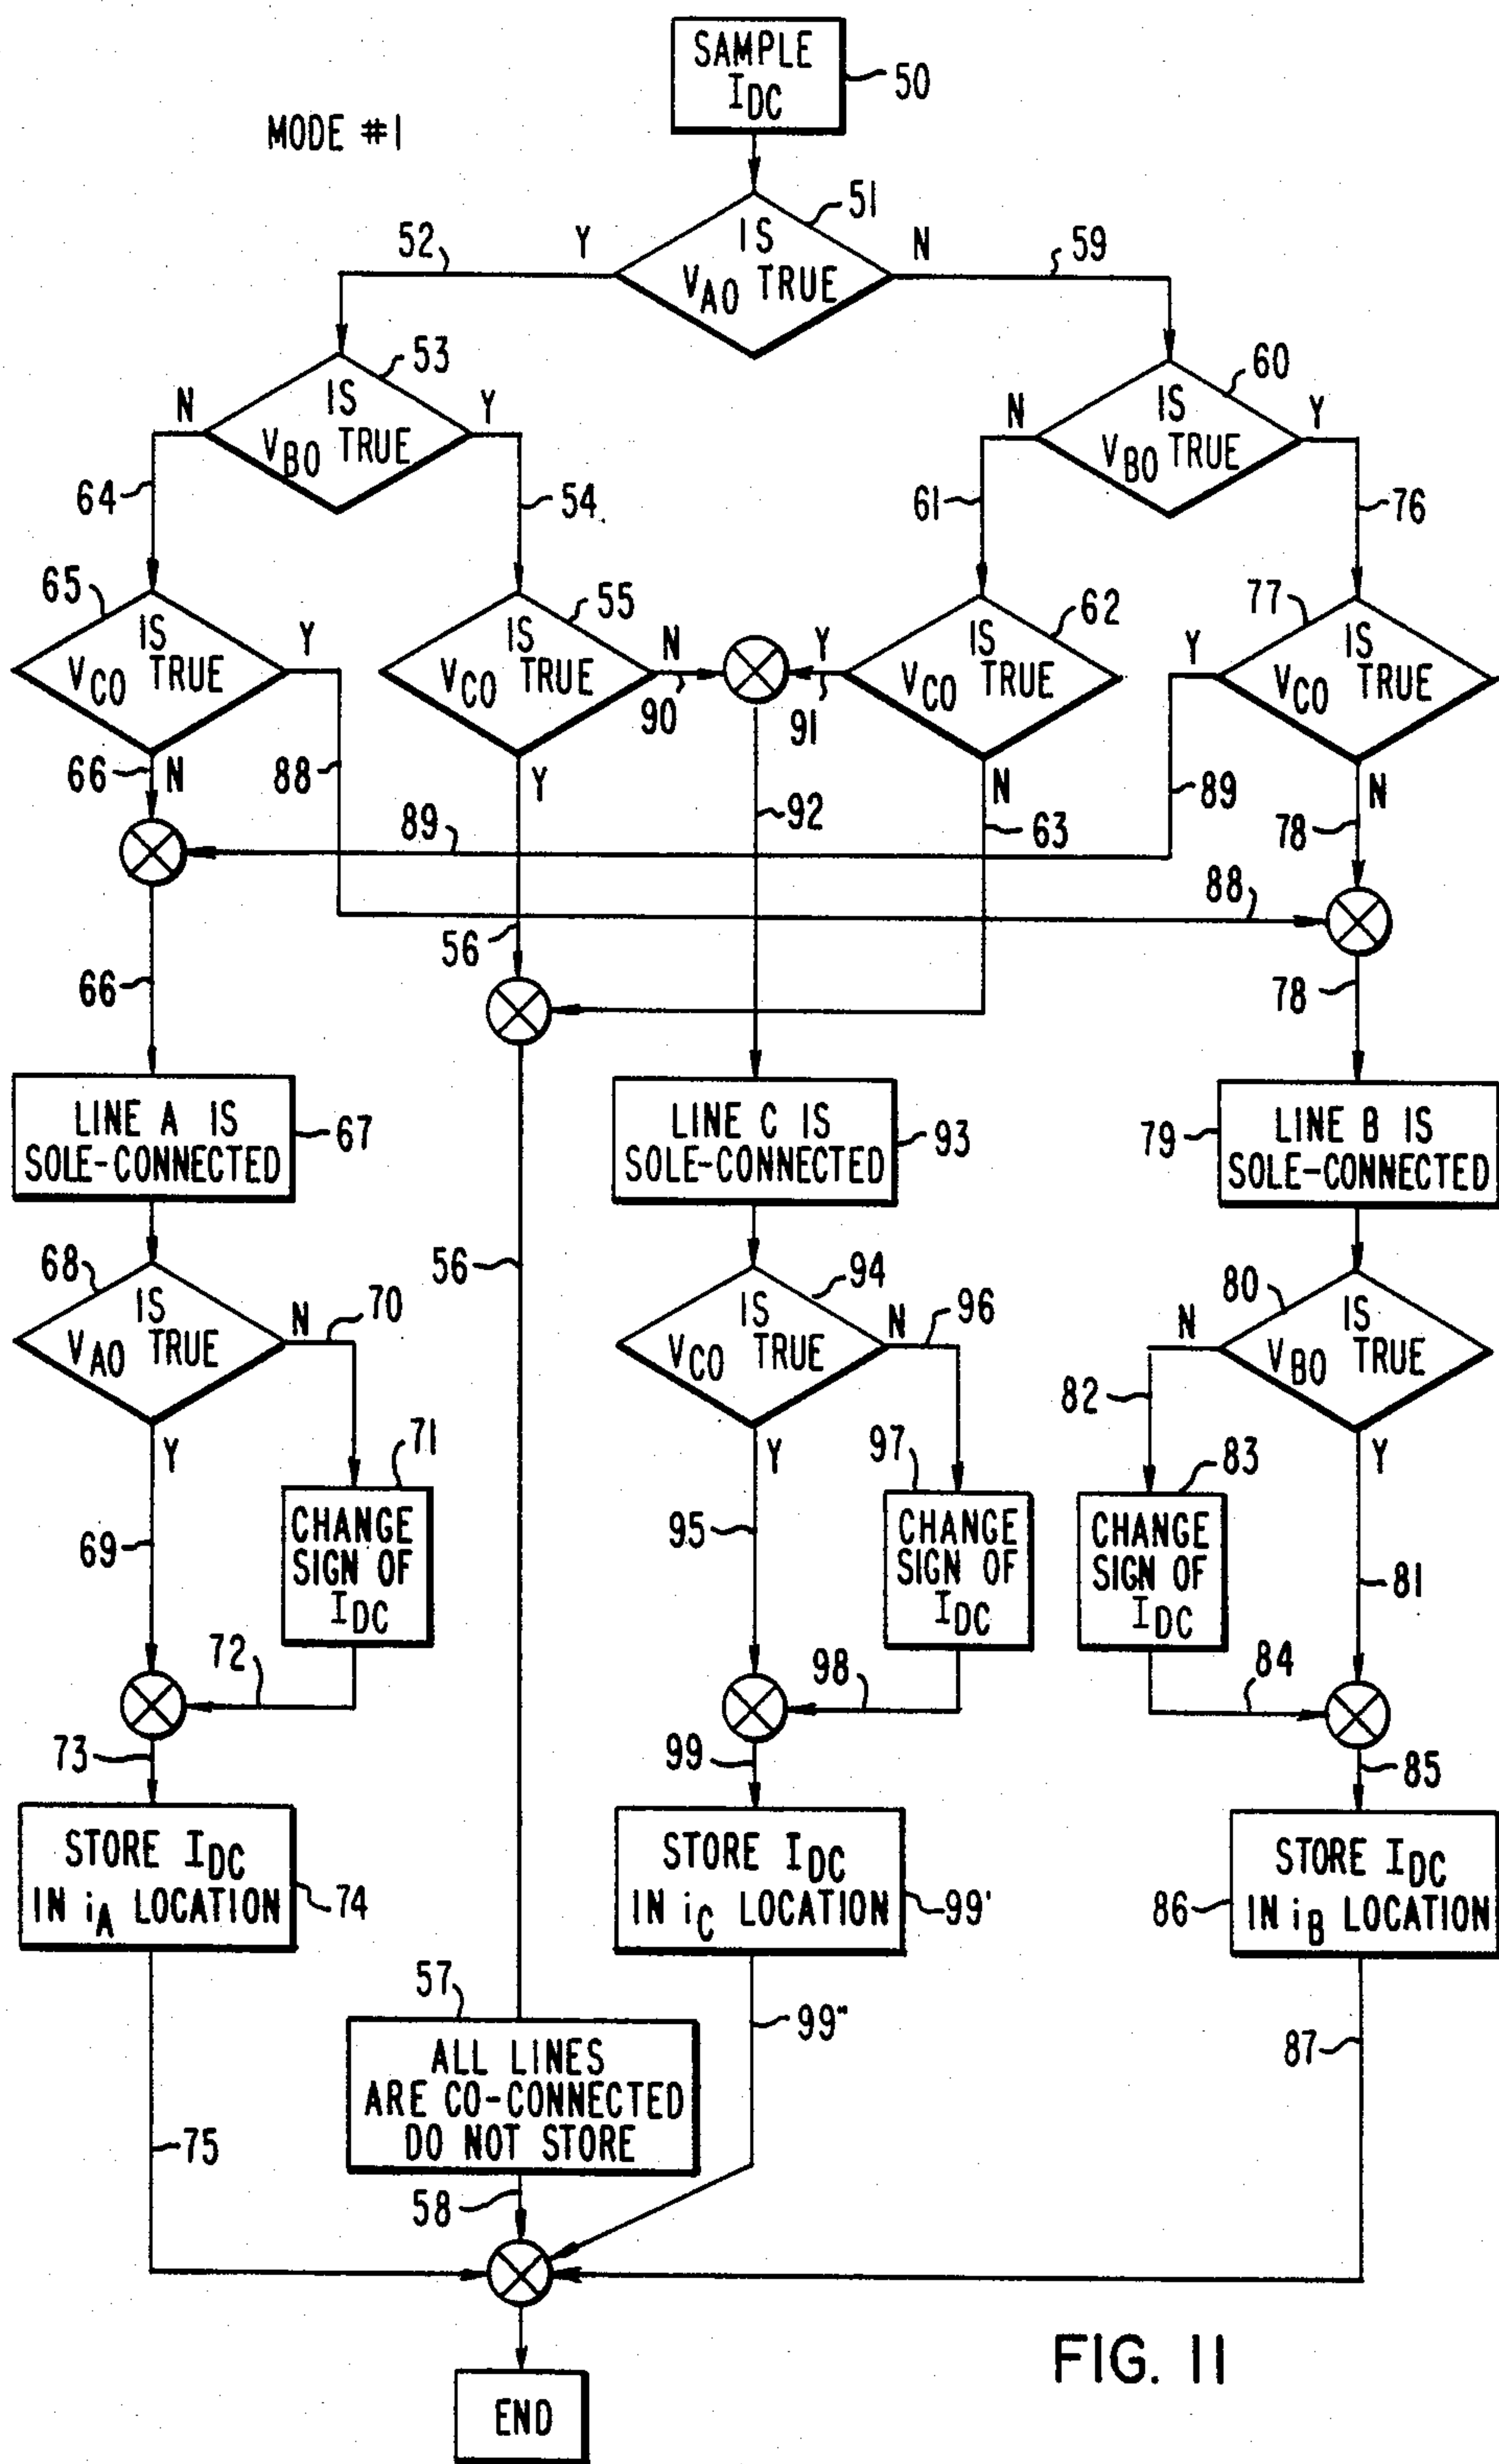 SAMPLE
IDC
50
MODE #1
51
IS
VAO TRUE
Y
N
52
59
53
IS
VBO TRUE
N
Y
60
IS
VBO TRUE
N
Y
64
54
61
76
65
IS
VCO TRUE
Y
55
IS
VCO TRUE
N
90
Y
91
62
IS
VCO TRUE
77
IS
VCO TRUE
Y
66
N
88
Y
92
N
63
89
N
78
89
88
56
66
78
LINE A IS
SOLE-CONNECTED
67
LINE C IS
SOLE-CONNECTED
93
79
LINE B IS
SOLE-CONNECTED
56
68
IS
VAO TRUE
N
70
94
IS
VCO TRUE
N
96
80
IS
VBO TRUE
N
82
Y
71
CHANGE
SIGN OF
IDC
69
Y
97
CHANGE
SIGN OF
IDC
95
83
CHANGE
SIGN OF
IDC
Y
81
72
98
84
73
99
85
STORE IDC
IN iA LOCATION
74
STORE IDC
IN iC LOCATION
99'
86
STORE IDC
IN iB LOCATION
57
ALL LINES
ARE CO-CONNECTED
DO NOT STORE
99"
87
75
58
END
FIG. 11